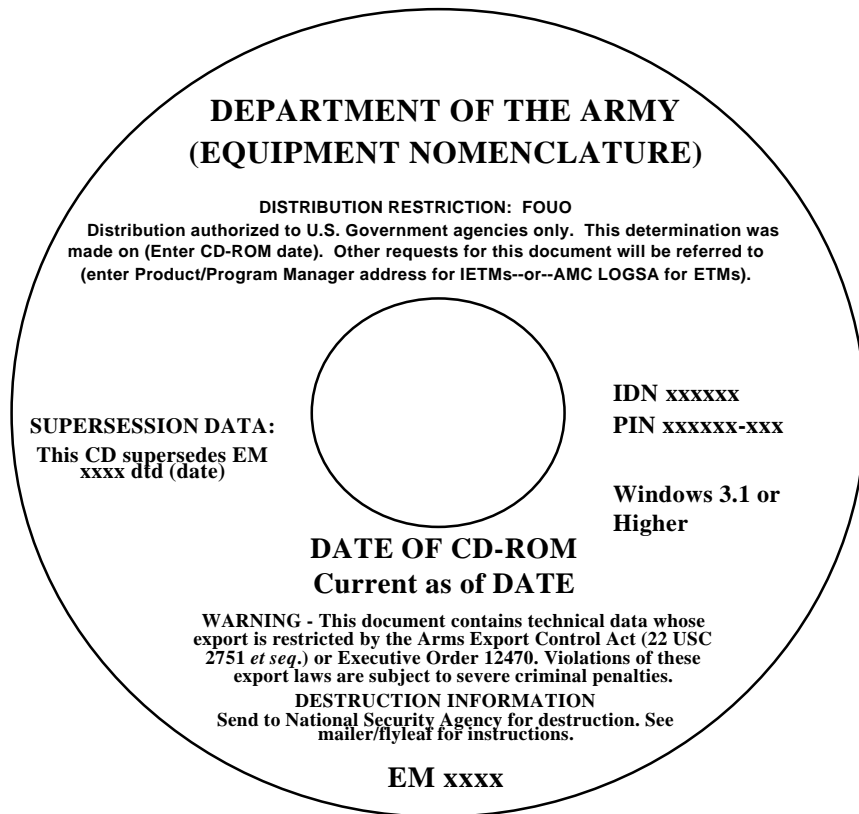 DEPARTMENT OF THE ARMY
(EQUIPMENT NOMENCLATURE)
DISTRIBUTION RESTRICTION: FOUO
Distribution authorized to U.S. Government agencies only. This determination was
made on (Enter CD-ROM date). Other requests for this document will be referred to
(enter Product/Program Manager address for IETMs--or--AMC LOGSA for ETMs).
SUPERSESSION DATA:
This CD supersedes EM
xxxx dtd (date)
IDN xxxxxx
PIN xxxxxx-xxx
Windows 3.1 or
Higher
DATE OF CD-ROM
Current as of DATE
WARNING - This document contains technical data whose
export is restricted by the Arms Export Control Act (22 USC
2751 et seq.) or Executive Order 12470. Violations of these
export laws are subject to severe criminal penalties.
DESTRUCTION INFORMATION
Send to National Security Agency for destruction. See
mailer/flyleaf for instructions.
EM xxxx